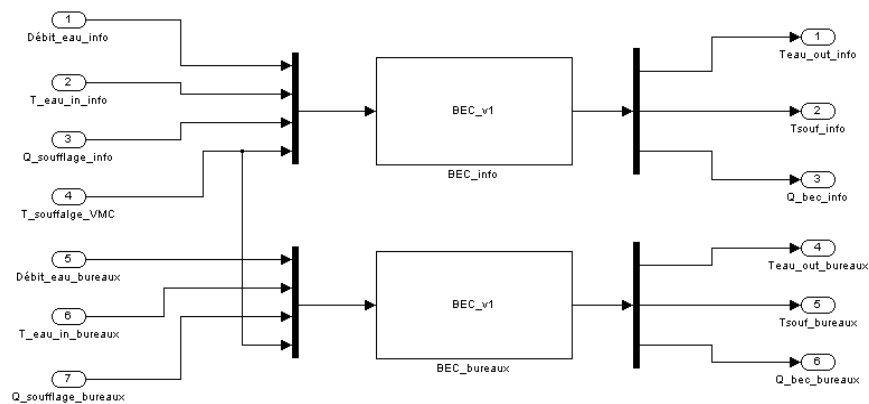 1
Débit_eau_info
2
T_eau_in_info
3
Q_soufflage_info
4
T_souffalge_VMC
BEC_v1
BEC_info
1
Teau_out_info
2
Tsouf_info
3
Q_bec_info
5
Débit_eau_bureaux
6
T_eau_in_bureaux
7
Q_soufflage_bureaux
BEC_v1
BEC_bureaux
4
Teau_out_bureaux
5
Tsouf_bureaux
6
Q_bec_bureaux